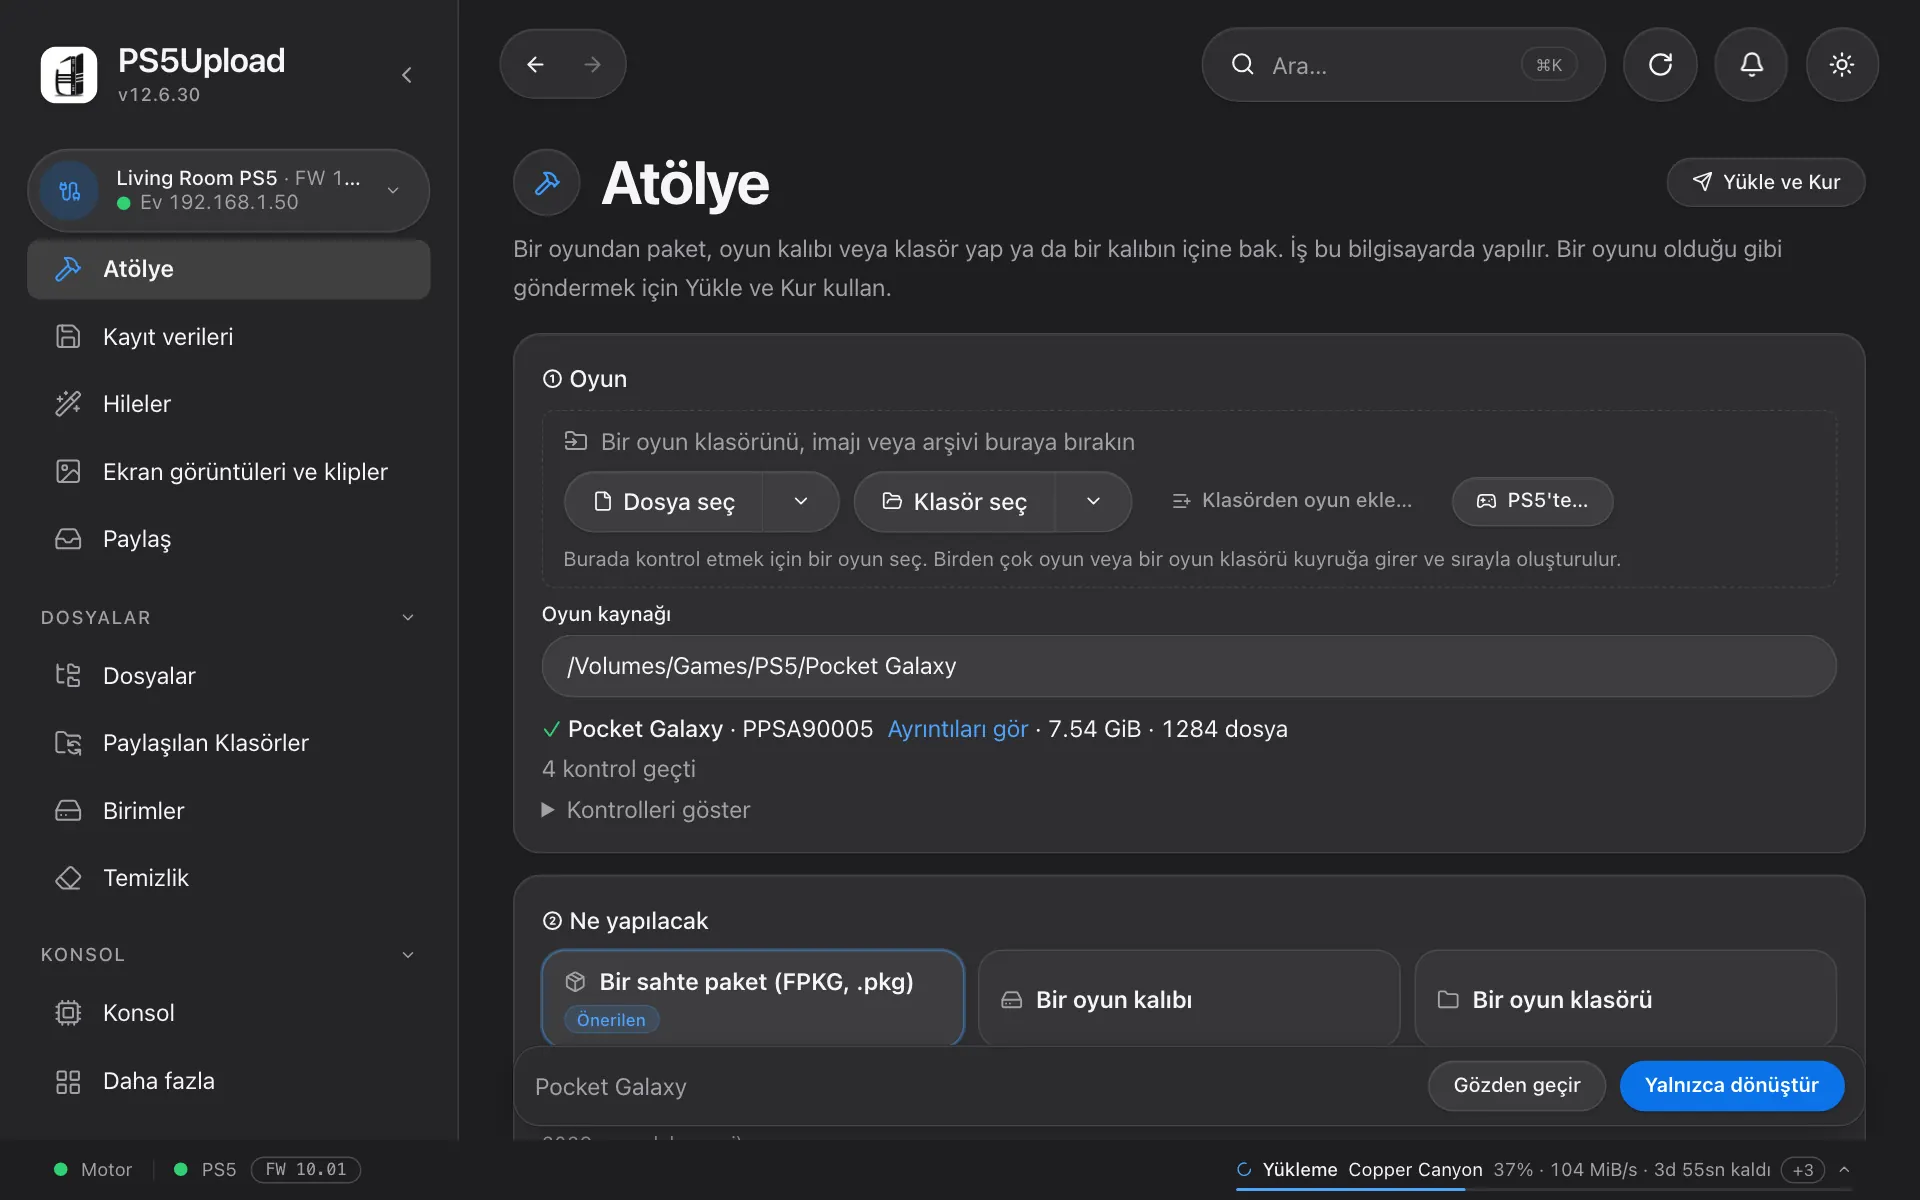 PS5Upload
v12.6.30
Living Room PS5 · FW 1...
Ev 192.168.1.50
Atölye
Kayıt verileri
Hileler
Ekran görüntüleri ve klipler
Paylaş
DOSYALAR
Dosyalar
Paylaşılan Klasörler
Birimler
Temizlik
KONSOL
Konsol
Daha fazla
Ara...
⌘K
Atölye
Yükle ve Kur
Bir oyundan paket, oyun kalıbı veya klasör yap ya da bir kalıbın içine bak. İş bu bilgisayarda yapılır. Bir oyunu olduğu gibi
göndermek için Yükle ve Kur kullan.
① Oyun
Bir oyun klasörünü, imajı veya arşivi buraya bırakın
Dosya seç
Klasör seç
Klasörden oyun ekle...
PS5'te...
Burada kontrol etmek için bir oyun seç. Birden çok oyun veya bir oyun klasörü kuyruğa girer ve sırayla oluşturulur.
Oyun kaynağı
/Volumes/Games/PS5/Pocket Galaxy
Pocket Galaxy · PPSA90005 Ayrıntıları gör · 7.54 GiB · 1284 dosya
4 kontrol geçti
Kontrolleri göster
② Ne yapılacak
Bir sahte paket (FPKG, .pkg)
Önerilen
Bir oyun kalıbı
Bir oyun klasörü
Pocket Galaxy
Gözden geçir
Yalnızca dönüştür
Motor
PS5
FW 10.01
Yükleme Copper Canyon 37% · 104 MiB/s · 3d 55sn kaldı
+3